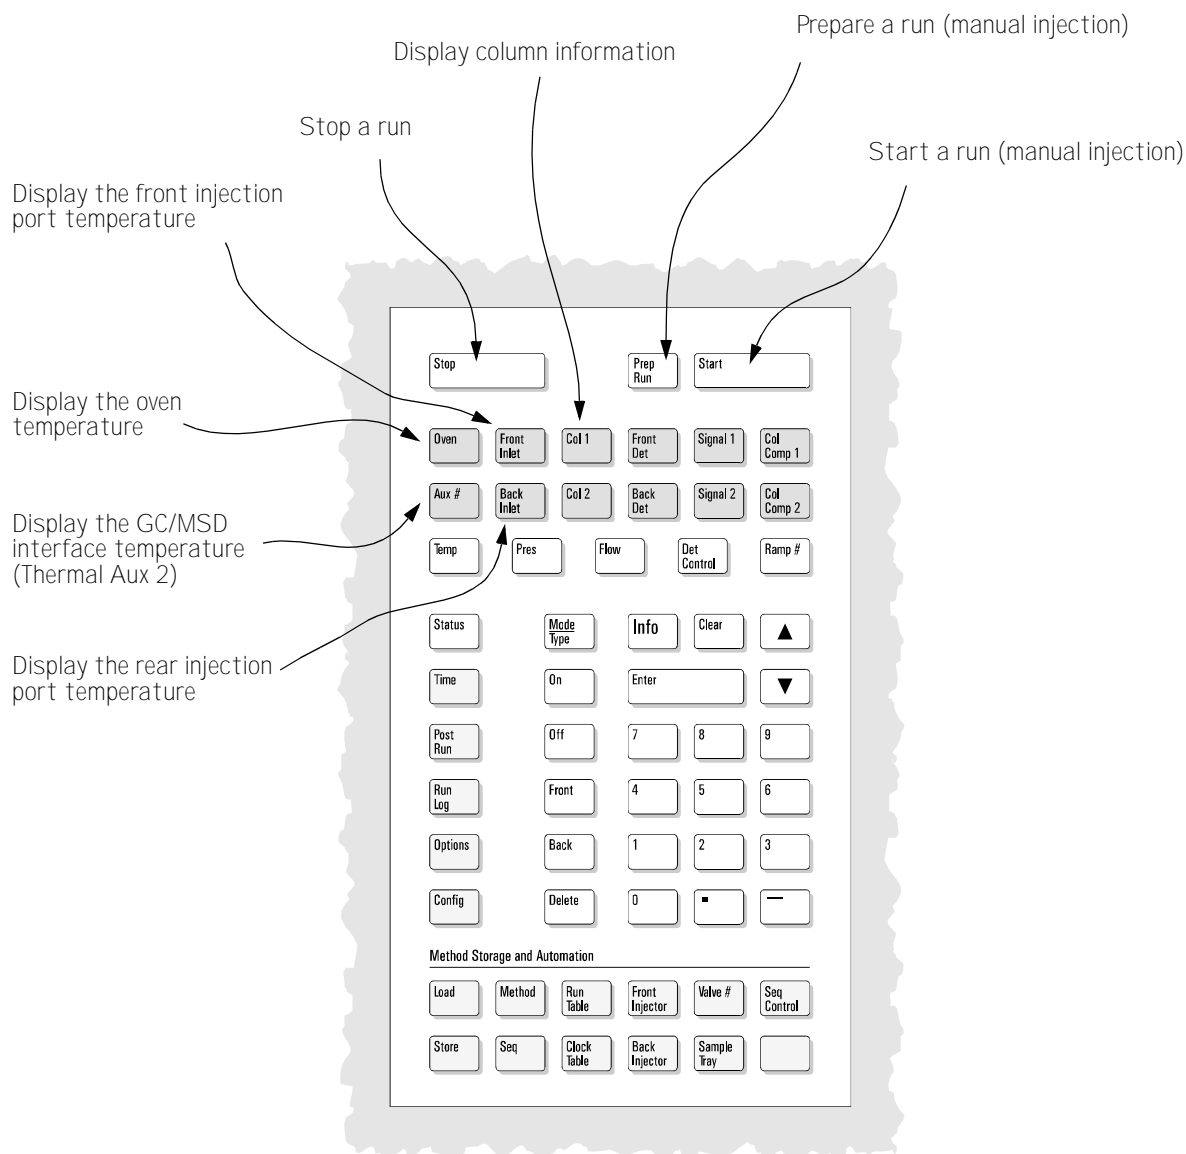 Prepare a run (manual injection)
Display column information
Stop a run
Start a run (manual injection)
Display the front injection
port temperature
Display the oven
temperature
Display the GC/MSD
interface temperature
(Thermal Aux 2)
Display the rear injection
port temperature
Stop
Prep
Run
Start
Oven
Front
Inlet
Col 1
Front
Det
Signal 1
Col
Comp 1
Aux #
Back
Inlet
Col 2
Back
Det
Signal 2
Col
Comp 2
Temp
Pres
Flow
Det
Control
Ramp #
Status
Mode
Type
Info
Clear
▲
Time
On
Enter
▼
Post
Run
Off
7
8
9
Run
Log
Front
4
5
6
Options
Back
1
2
3
Config
Delete
0
.
—
Method Storage and Automation
Load
Method
Run
Table
Front
Injector
Valve #
Seq
Control
Store
Seq
Clock
Table
Back
Injector
Sample
Tray